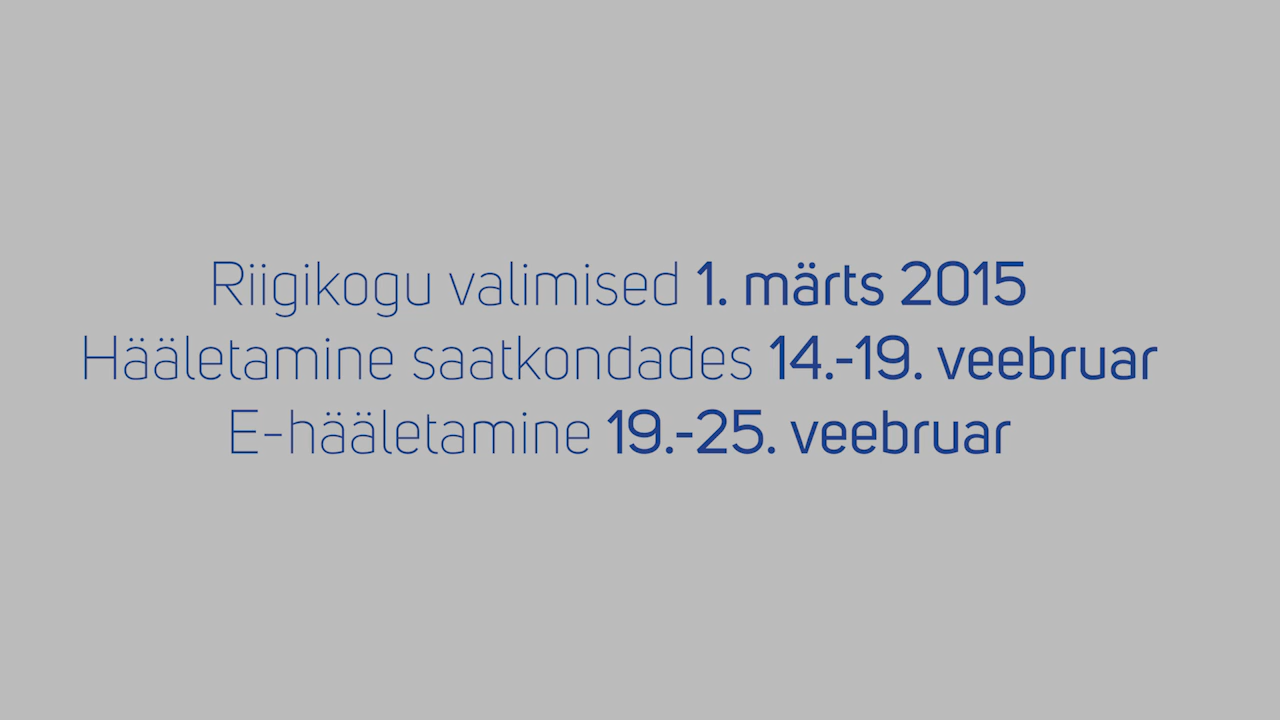 Riigikogu valimised 1. märts 2015
Hääletamine saatkondades 14.-19. veebruar
E-hääletamine 19.-25. veebruar